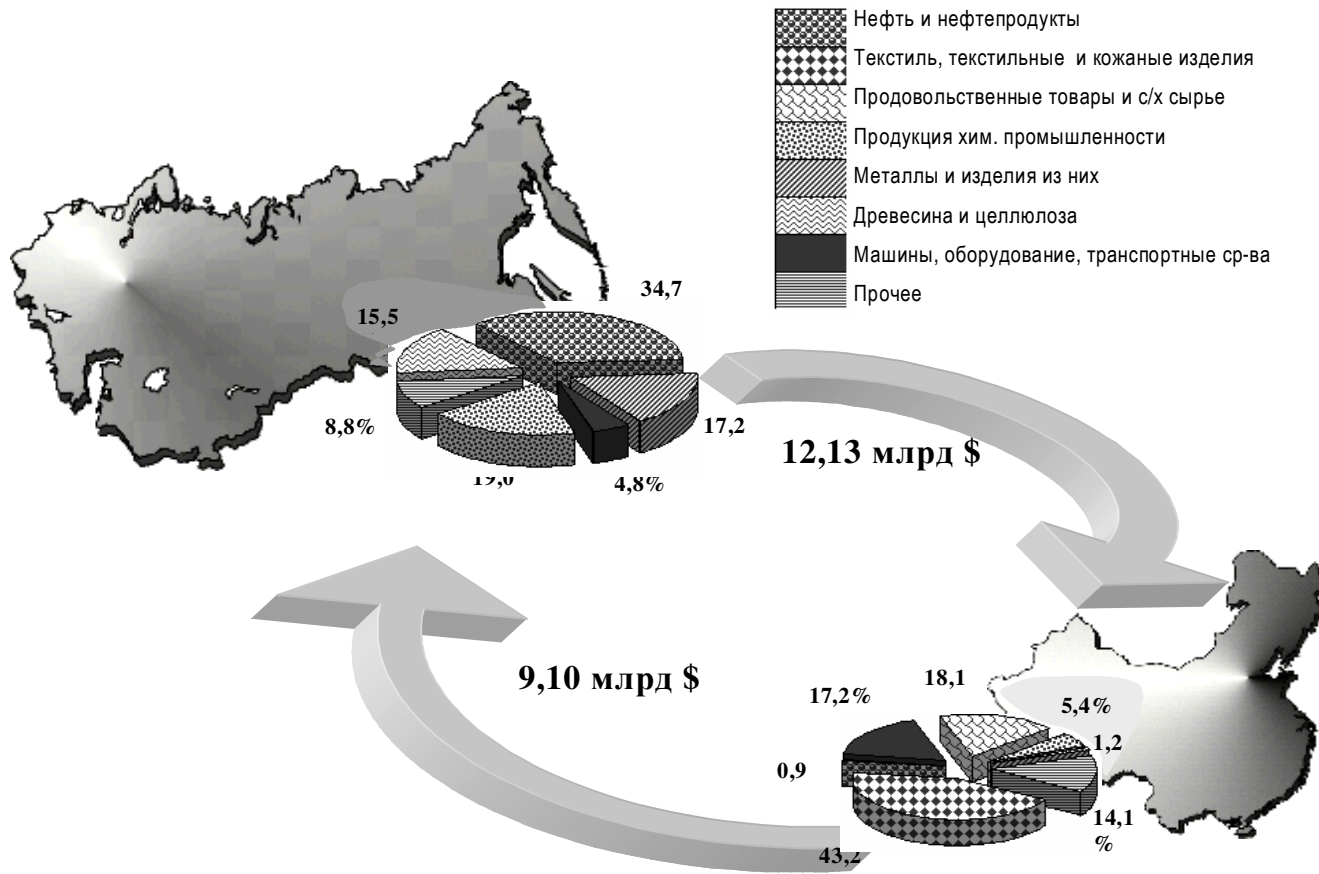 Нефть и нефтепродукты
Текстиль, текстильные и кожаные изделия
Продовольственные товары и с/х сырье
Продукция хим. промышленности
Металлы и изделия из них
Древесина и целлюлоза
Машины, оборудование, транспортные ср-ва
Прочее
34,7
15,5
8,8%
17,2
4,8%
12,13 млрд $
9,10 млрд $
18,1
17,2%
5,4%
1,2
0,9
14,1
%
43,2